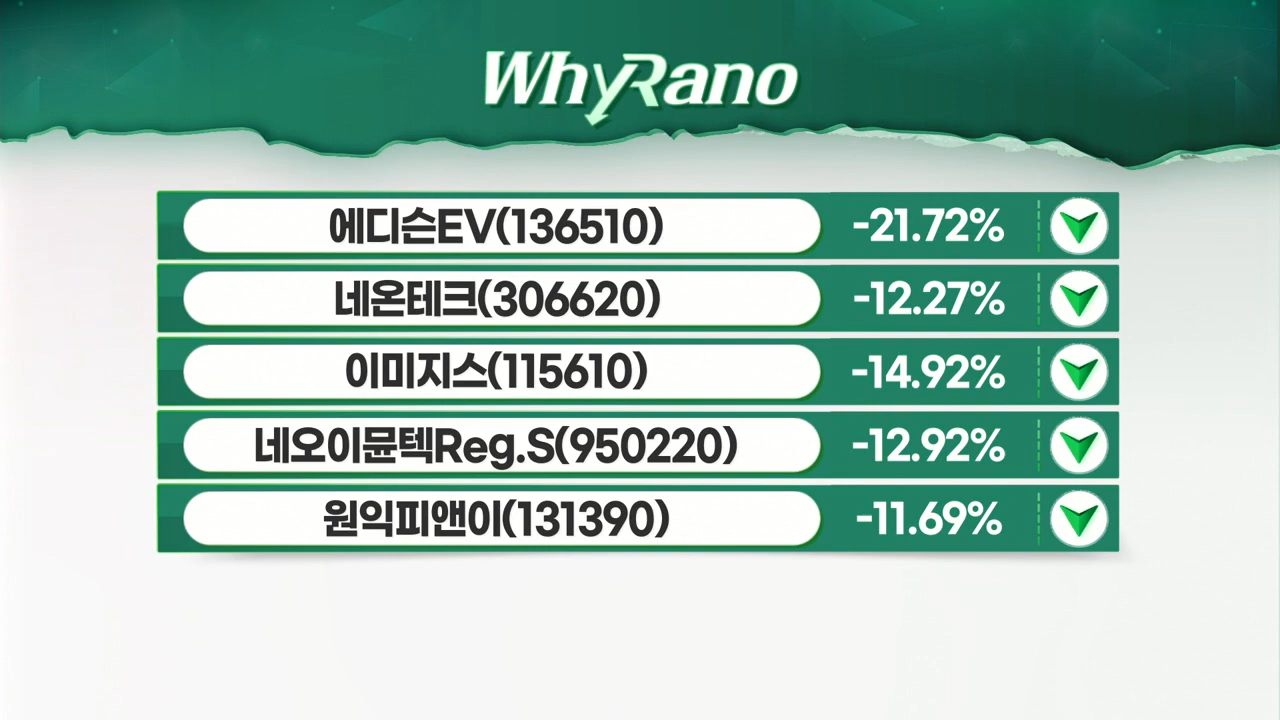 WhyRano
에디슨EV(136510) -21.72%
네온테크(306620) -12.27%
이미지스(115610) -14.92%
네오이뮨텍Reg.S(950220) -12.92%
원익피앤이(131390) -11.69%